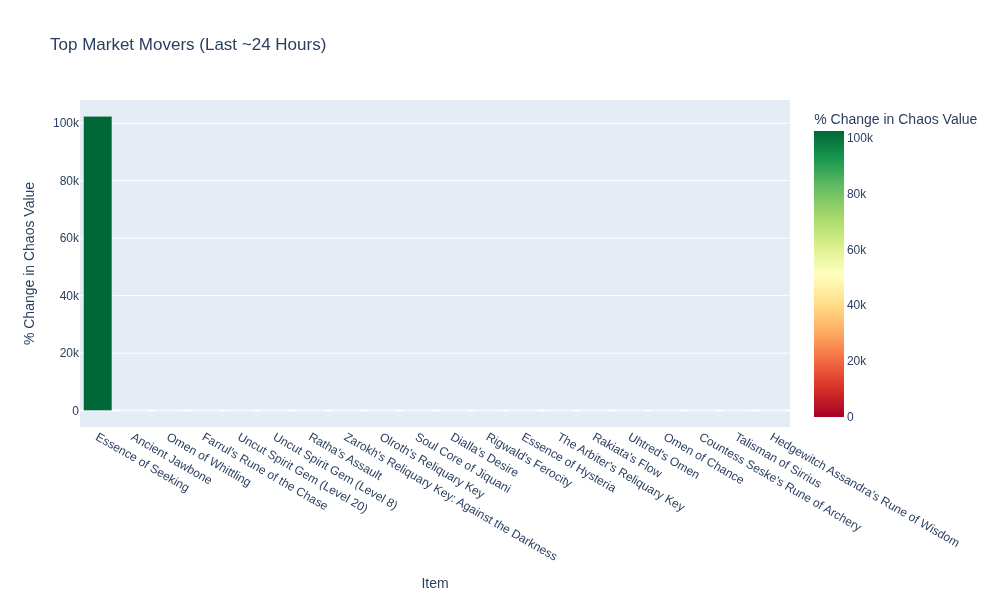 Top Market Movers (Last ~24 Hours)
% Change in Chaos Value
100k
80k
60k
40k
20k
0
Essence of Seeking
Ancient Jawbone
Omen of Whittling
Farrul's Rune of the Chase
Uncut Spirit Gem (Level 20)
Uncut Spirit Gem (Level 8)
Ratha's Assault
Zarokh's Reliquary Key: Against the Darkness
Olroth's Reliquary Key
Soul Core of Jiquani
Dialla's Desire
Rigwald's Ferocity
Essence of Hysteria
The Arbiter's Reliquary Key
Rakiata's Flow
Uhtred's Omen
Omen of Chance
Countess Seske's Rune of Archery
Talisman of Sirrius
Hedgewitch Assandra's Rune of Wisdom
Item
% Change in Chaos Value
100k
80k
60k
40k
20k
0